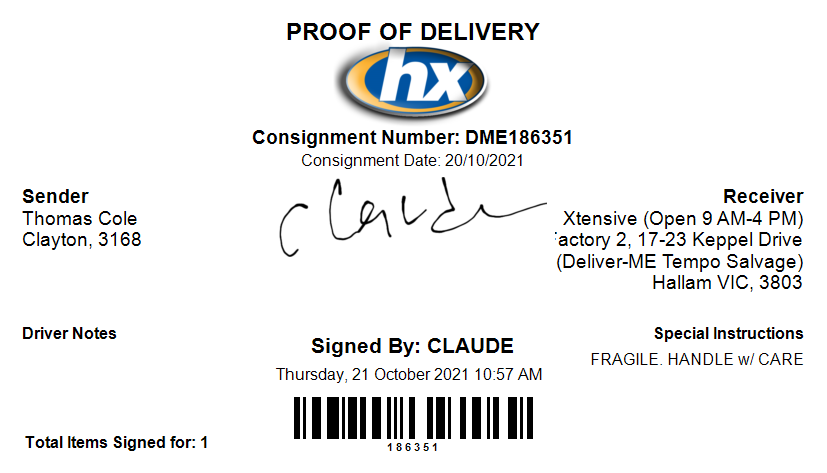 PROOF OF DELIVERY
hx
Consignment Number: DME186351
Consignment Date: 20/10/2021
Claude
Sender
Thomas Cole
Clayton, 3168
Receiver
Xtensive (Open 9 AM-4 PM)
Factory 2, 17-23 Keppel Drive
(Deliver-ME Tempo Salvage)
Hallam VIC, 3803
Driver Notes
Signed By: CLAUDE
Thursday, 21 October 2021 10:57 AM
Special Instructions
FRAGILE. HANDLE w/ CARE
186351
Total Items Signed for: 1